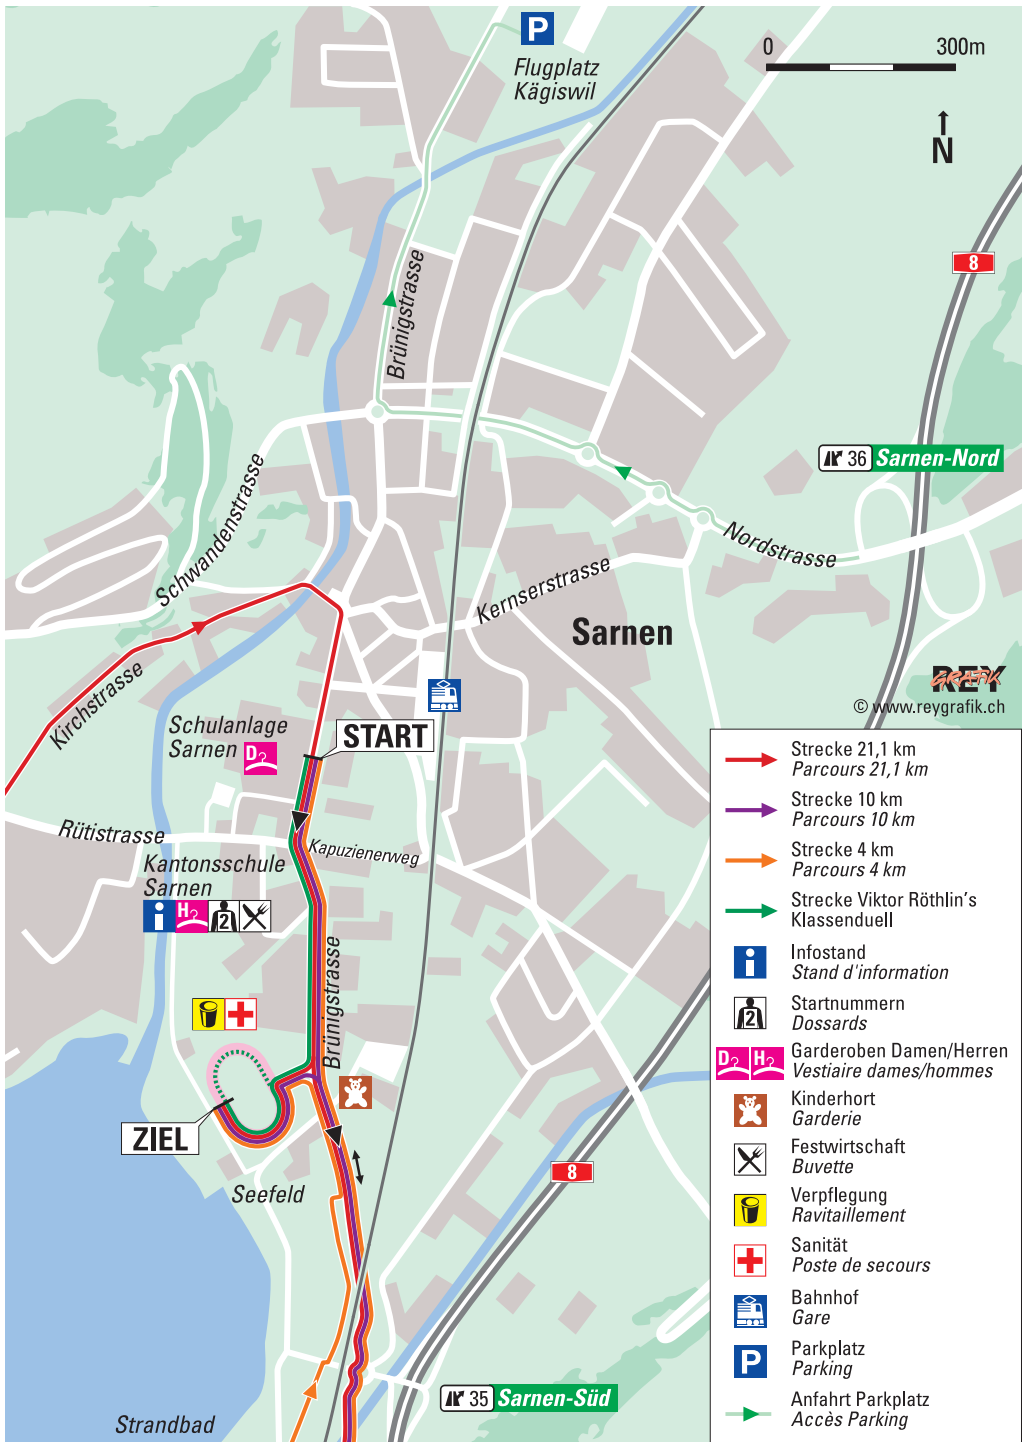 P
Flugplatz
Kägiswil
0 300m
N
8
Brünigstrasse
36 Sarnen-Nord
Schwandenstrasse
Nordstrasse
Kernserstrasse
Sarnen
Kirchstrasse
REY
GRAFIK
© www.reygrafik.ch
Schulanlage
Sarnen
D
START
Rütistrasse
Kapuzienerweg
Kantonsschule
Sarnen
i H 2
Brünigstrasse
ZIEL
Seefeld
8
35 Sarnen-Süd
Strandbad
Strecke 21,1 km
Parcours 21,1 km
Strecke 10 km
Parcours 10 km
Strecke 4 km
Parcours 4 km
Strecke Viktor Röthlin's
Klassenduell
i Infostand
Stand d'information
2 Startnummern
Dossards
D H Garderoben Damen/Herren
Vestiaire dames/hommes
Kinderhort
Garderie
Festwirtschaft
Buvette
Verpflegung
Ravitaillement
Sanität
Poste de secours
Bahnhof
Gare
P Parkplatz
Parking
Anfahrt Parkplatz
Accès Parking